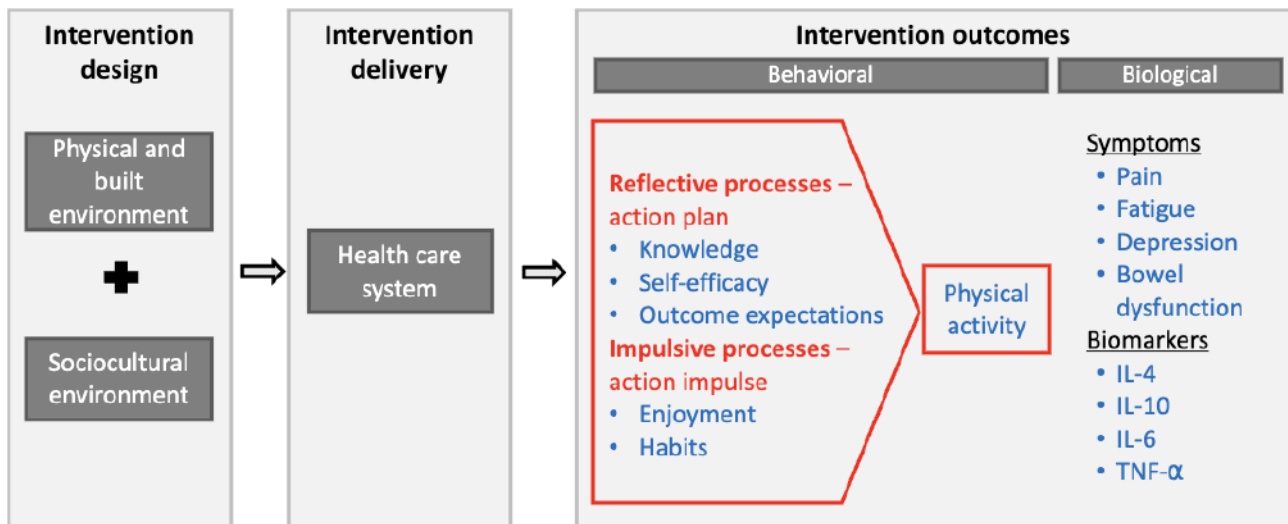 Intervention
design
Physical and
built
environment
Sociocultural
environment
Intervention
delivery
Health care
system
Intervention outcomes
Behavioral
Reflective processes –
action plan
• Knowledge
• Self-efficacy
• Outcome expectations
Impulsive processes –
action impulse
• Enjoyment
• Habits
Physical
activity
Biological
Symptoms
• Pain
• Fatigue
• Depression
• Bowel
dysfunction
Biomarkers
• IL-4
• IL-10
• IL-6
• TNF-α